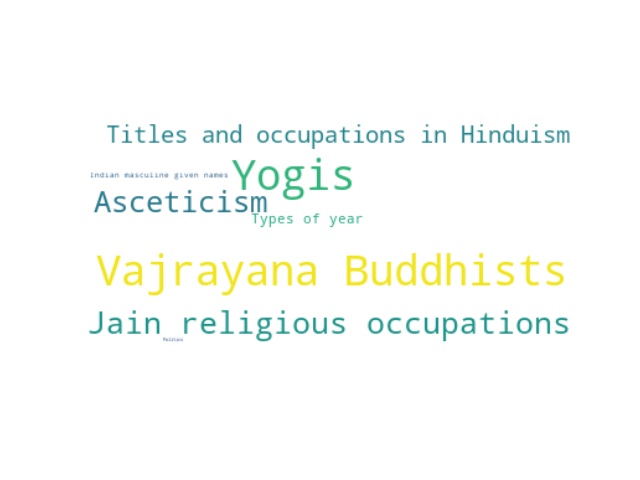 Titles and occupations in Hinduism
Indian masculine given names
Yogis
Asceticism
Types of year
Vajrayana Buddhists
Jain religious occupations